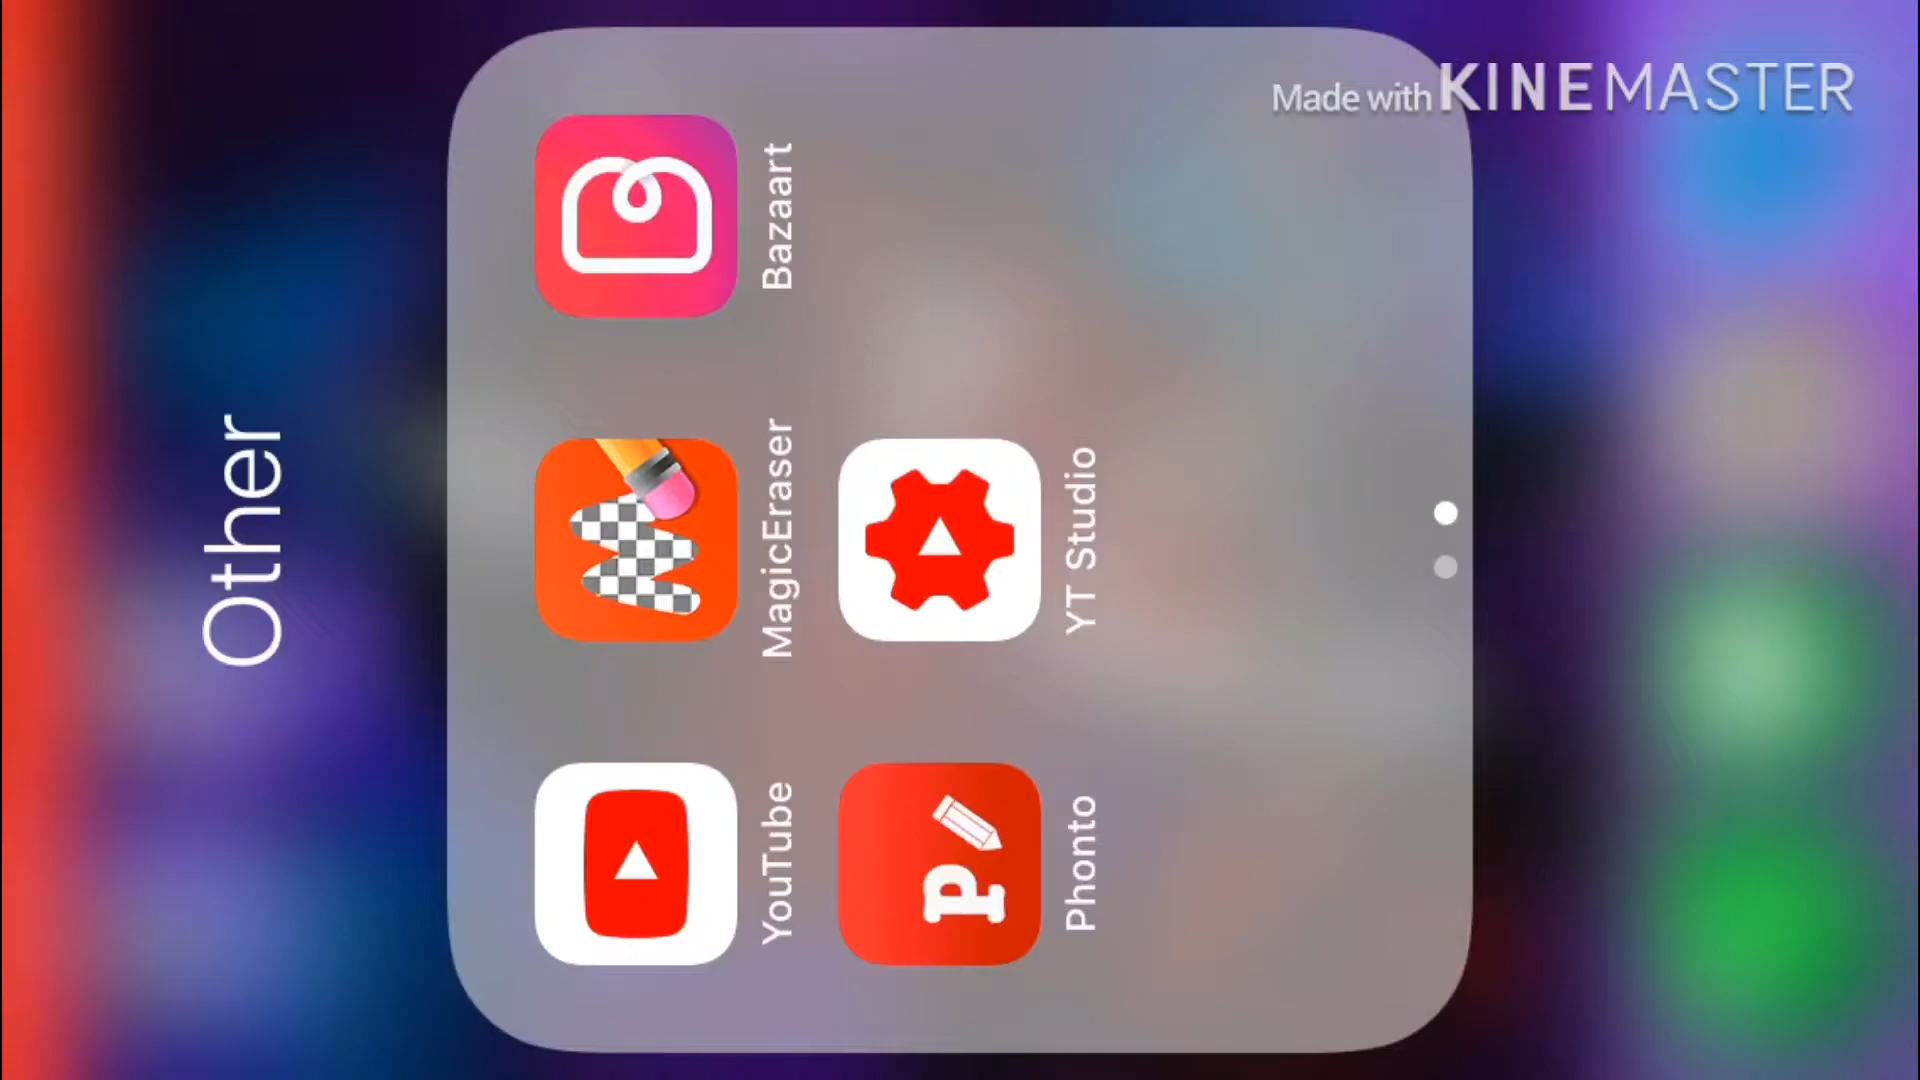 Made with KINEMASTER
Other
YouTube
MagicEraser
Bazaart
Phonto
YT Studio